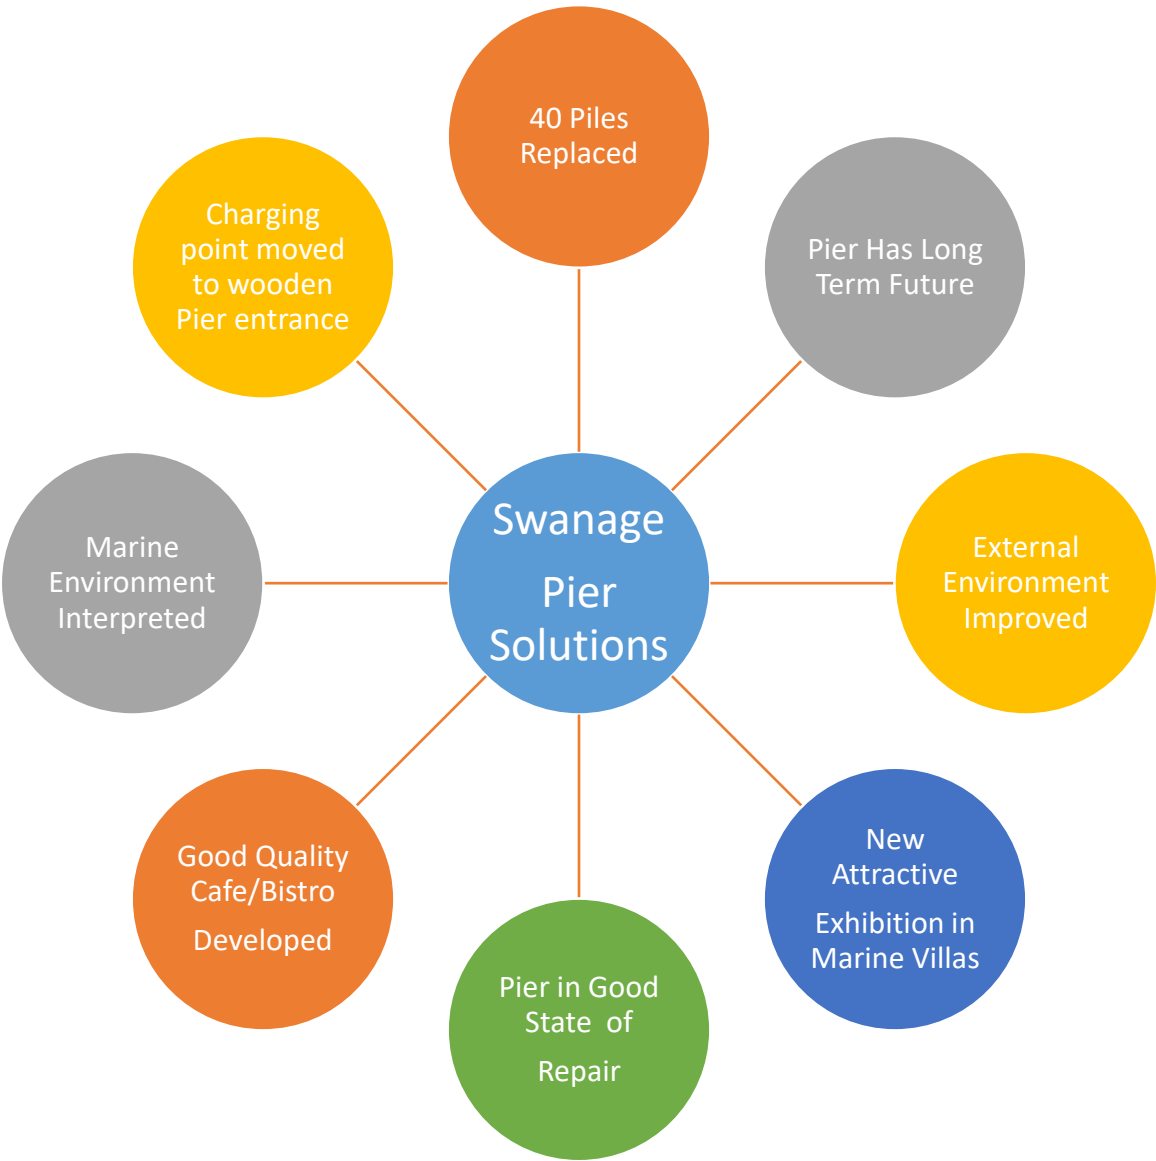 40 Piles
Replaced
Charging
point moved
to wooden
Pier entrance
Pier Has Long
Term Future
Marine
Environment
Interpreted
Swanage
Pier
Solutions
External
Environment
Improved
Good Quality
Cafe/Bistro
Developed
New
Attractive
Exhibition in
Marine Villas
Pier in Good
State  of
Repair